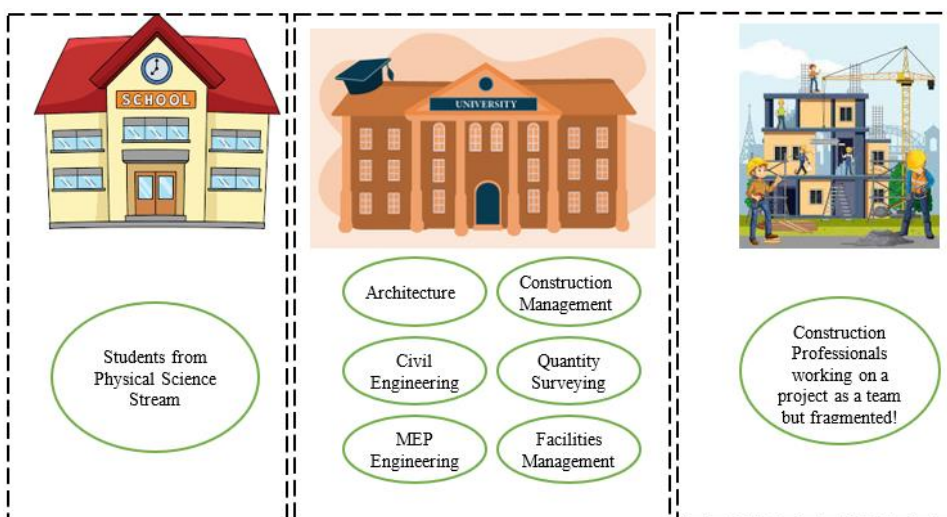 SCHOOL
UNIVERSITY
Students from
Physical Science
Stream
Architecture
Construction
Management
Civil
Engineering
Quantity
Surveying
MEP
Engineering
Facilities
Management
Construction
Professionals
working on a
project as a team
but fragmented!